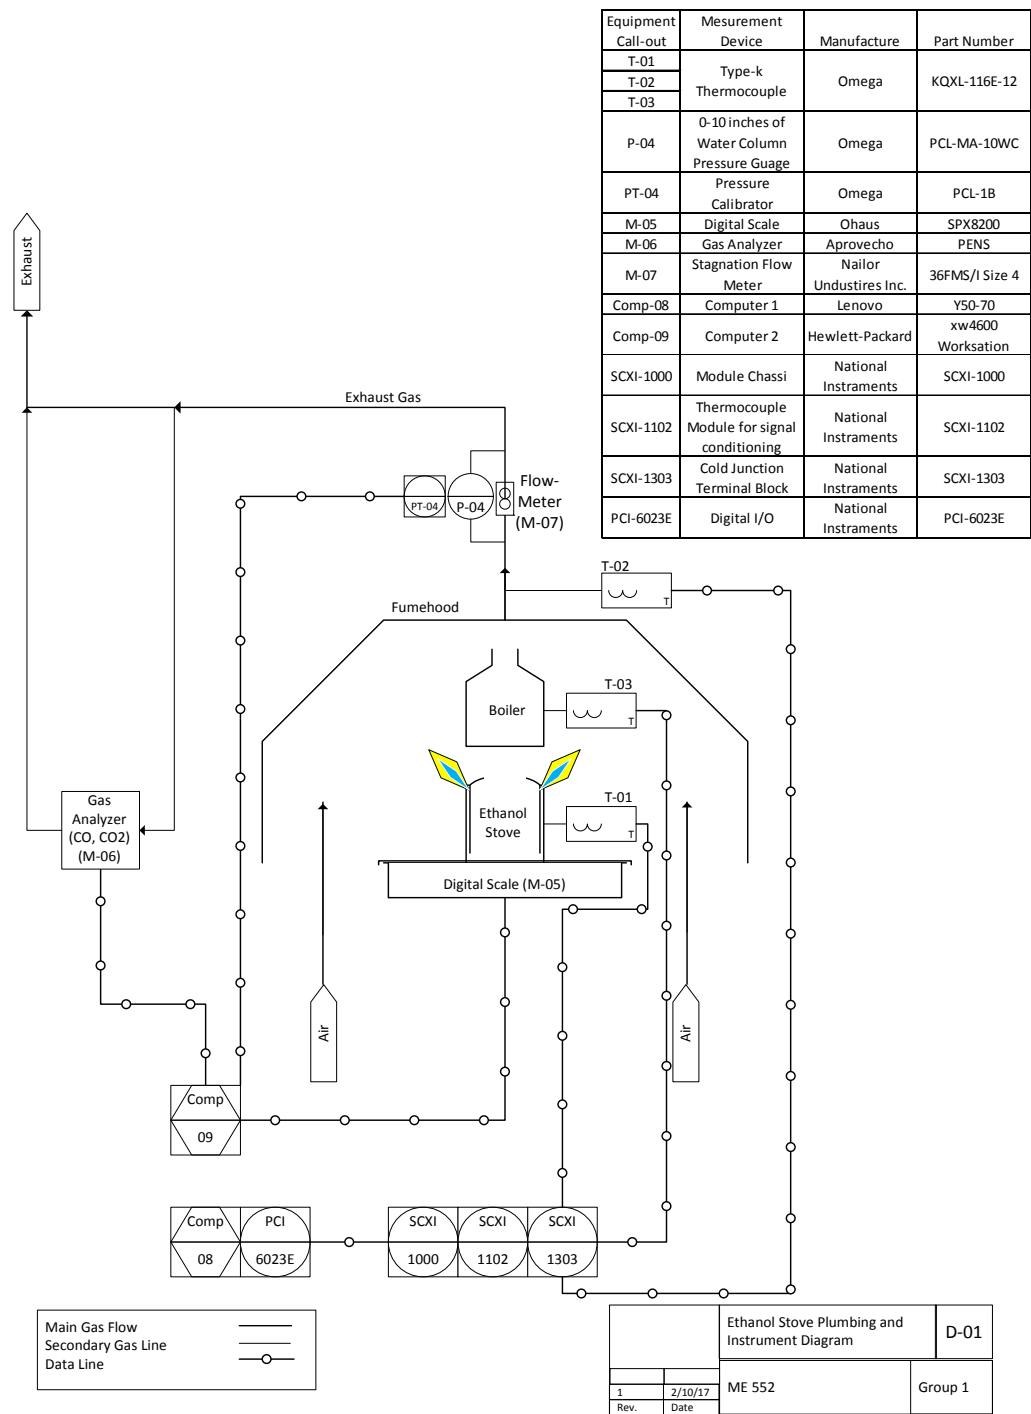 Equipment Call-out Mesurement Device Manufacture Part Number
T-01
T-02
T-03
Type-k Thermocouple Omega KQXL-116E-12
P-04 0-10 inches of Water Column Pressure Guage Omega PCL-MA-10WC
PT-04 Pressure Calibrator Omega PCL-1B
M-05 Digital Scale Ohaus SPX8200
M-06 Gas Analyzer Aprovecho PENS
M-07 Stagnation Flow Meter Nailor Undustires Inc. 36FMS/I Size 4
Comp-08 Computer 1 Lenovo Y50-70
Comp-09 Computer 2 Hewlett-Packard xw4600 Worksation
SCXI-1000 Module Chassi National Instraments SCXI-1000
SCXI-1102 Thermocouple Module for signal conditioning National Instraments SCXI-1102
SCXI-1303 Cold Junction Terminal Block National Instraments SCXI-1303
PCI-6023E Digital I/O National Instraments PCI-6023E
Exhaust
Exhaust Gas
PT-04
P-04
Flow-
Meter
(M-07)
T-02
T
Fumehood
T-03
T
Boiler
T-01
T
Ethanol
Stove
Gas
Analyzer
(CO, CO2)
(M-06)
Digital Scale (M-05)
Air
Air
Comp
09
Comp
08
PCI
6023E
SCXI
1000
SCXI
1102
SCXI
1303
Main Gas Flow
Secondary Gas Line
Data Line
Ethanol Stove Plumbing and
Instrument Diagram
D-01
1 2/10/17
Rev. Date
ME 552
Group 1